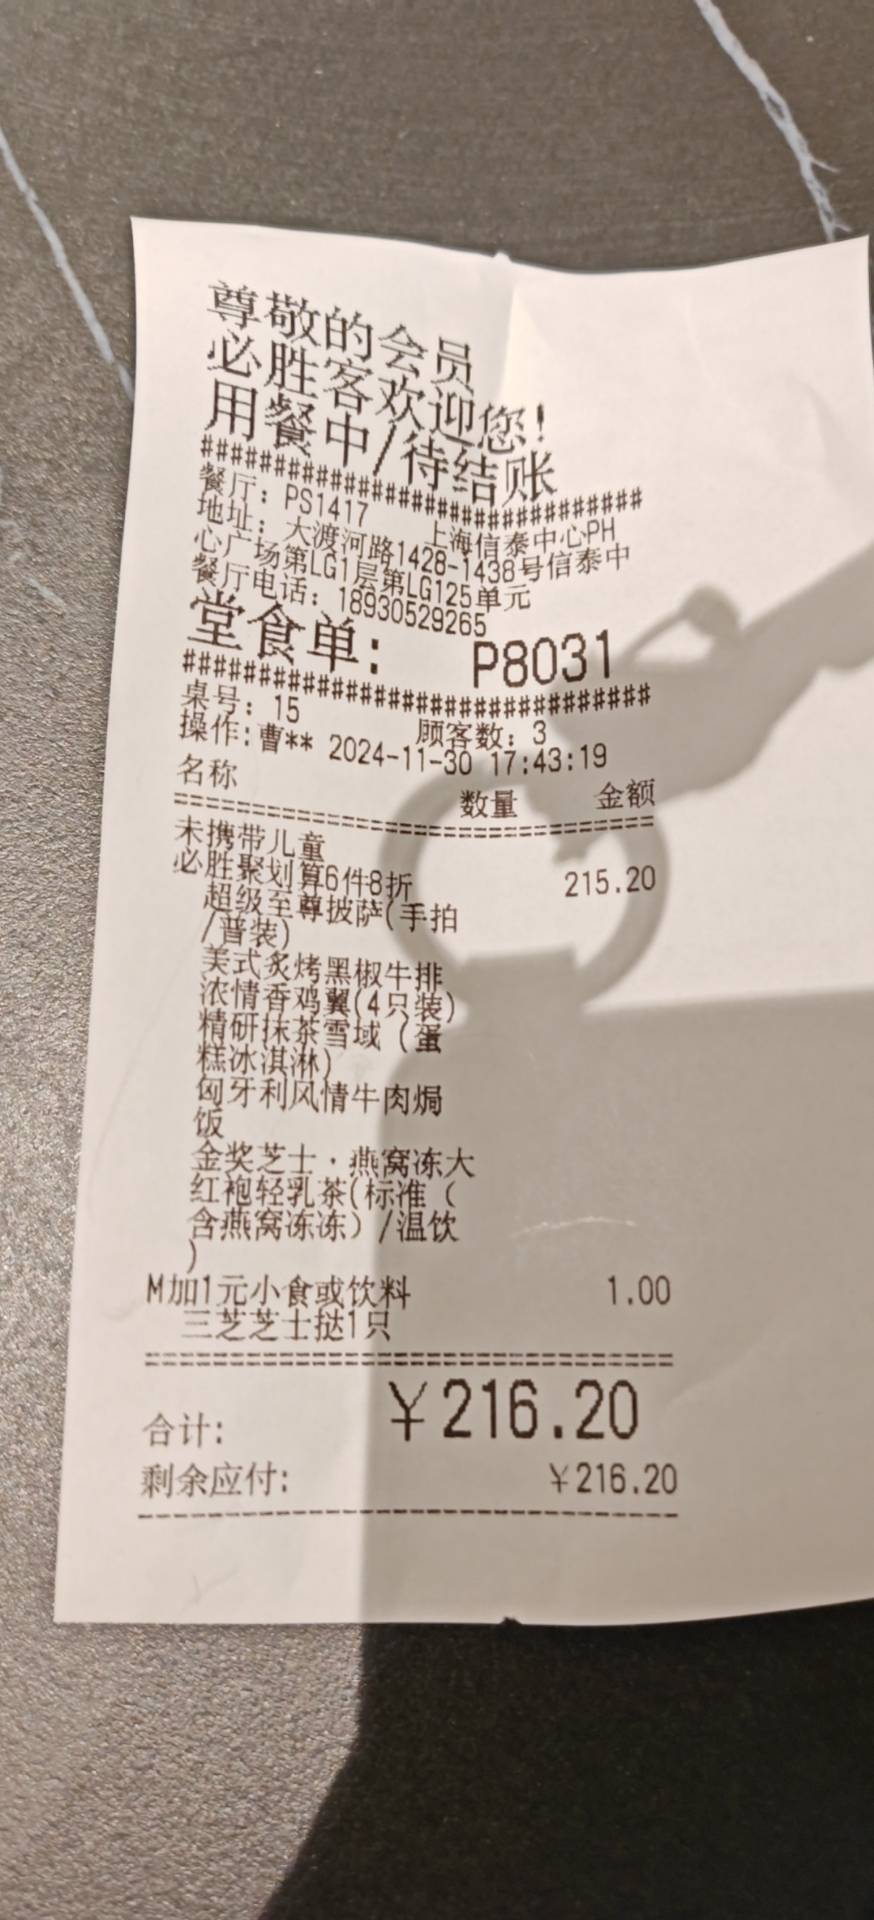 尊敬的会员
必胜客欢迎您!
用餐中/待结账
################################
餐厅: PS1417 上海信泰中心PH
地址: 大渡河路1428-1438号信泰中
心广场第LG1层第LG125单元
餐厅电话: 18930529265
堂食单: P8031
################################
桌号: 15 顾客数: 3
操作:曹** 2024-11-30 17:43:19
名称 数量 金额
================================
未携带儿童
必胜聚划算6件8折 215.20
超级至尊披萨(手拍
/普装)
美式炙烤黑椒牛排
浓情香鸡翼(4只装)
精研抹茶雪域（蛋
糕冰淇淋)
匈牙利风情牛肉焗
饭
金奖芝士·燕窝冻大
红袍轻乳茶(标准（
含燕窝冻冻）/温饮
)
M加1元小食或饮料 1.00
三芝芝士挞1只
================================
合计: ￥216.20
剩余应付: ￥216.20
--------------------------------